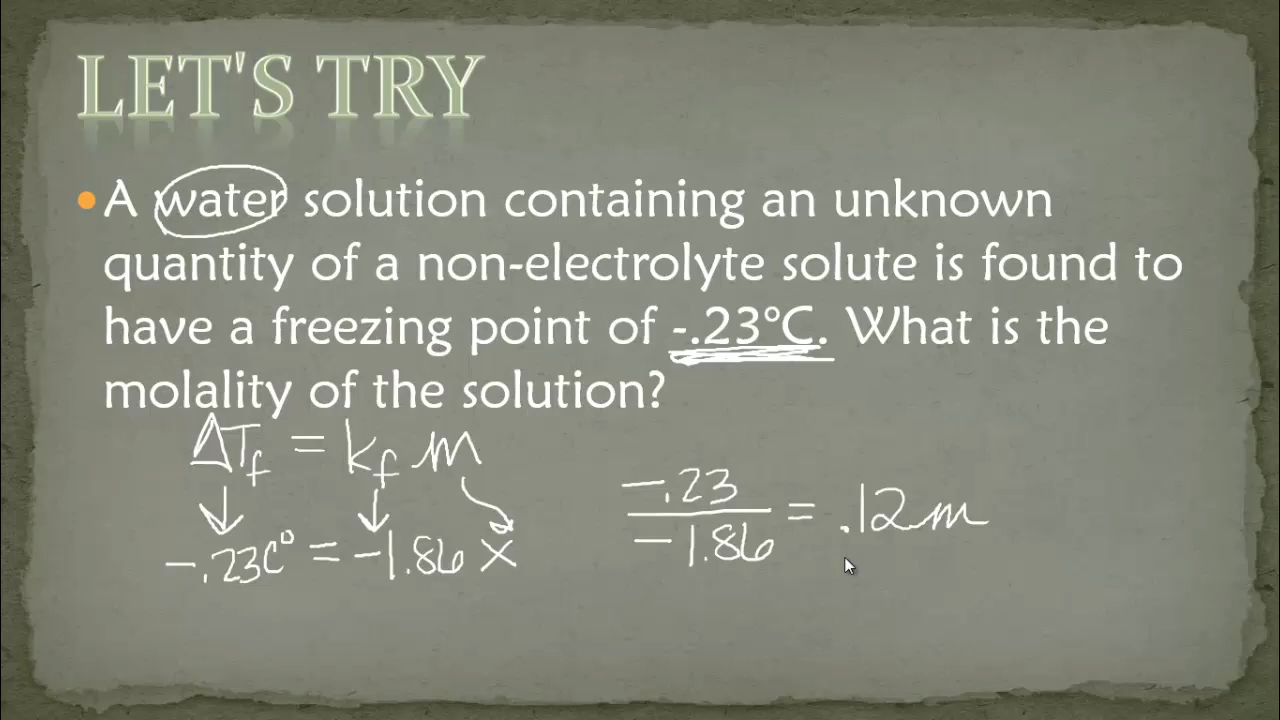 LET'S TRY
A water solution containing an unknown
quantity of a non-electrolyte solute is found to
have a freezing point of -.23°C. What is the
molality of the solution?
ΔTf = kf m
-.23C° = -1.86 x
-.23
-1.86
= .12m